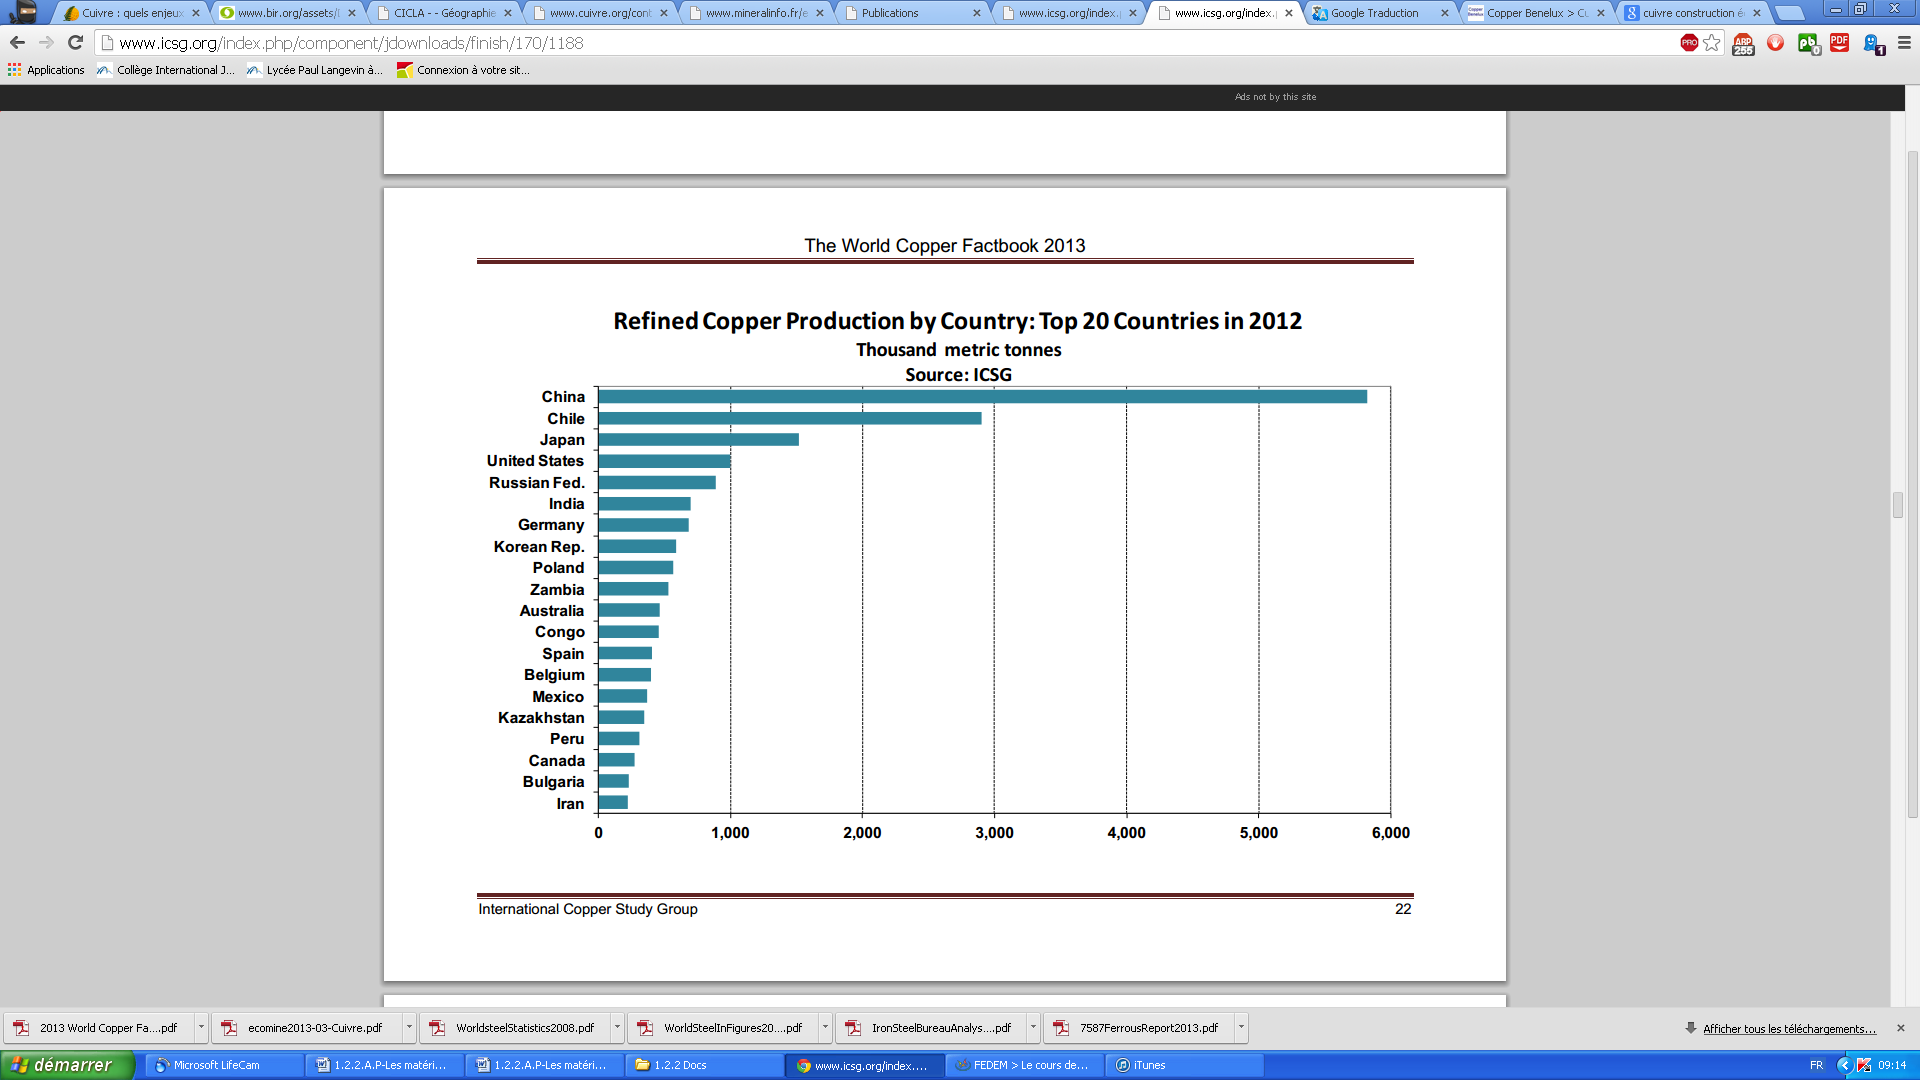 Cuivre : quels enjeux
www.bir.org/assets/
CICLA - - Géographie
www.cuivre.org/cont
www.mineralinfo.fr/e
Publications
www.icsg.org/index.
www.icsg.org/index.
Google Traduction
Copper Benelux > Cu
cuivre construction é
www.icsg.org/index.php/component/jdownloads/finish/170/1188
PRO
ABP
255
pb
0
PDF
1
Applications
Collège International J...
Lycée Paul Langevin à...
Connexion à votre sit...
Ads not by this site
The World Copper Factbook 2013
Refined Copper Production by Country: Top 20 Countries in 2012
Thousand metric tonnes
Source: ICSG
China
Chile
Japan
United States
Russian Fed.
India
Germany
Korean Rep.
Poland
Zambia
Australia
Congo
Spain
Belgium
Mexico
Kazakhstan
Peru
Canada
Bulgaria
Iran
0 1,000 2,000 3,000 4,000 5,000 6,000
International Copper Study Group 22
2013 World Copper Fa....pdf
ecomine2013-03-Cuivre.pdf
WorldsteelStatistics2008.pdf
WorldSteelInFigures20....pdf
IronSteelBureauAnalys....pdf
7587FerrousReport2013.pdf
Afficher tous les téléchargements...
démarrer
Microsoft LifeCam
1.2.2.A.P-Les matéri...
1.2.2.A.P-Les matéri...
1.2.2 Docs
www.icsg.org/index....
FEDEM > Le cours de...
iTunes
FR
09:14